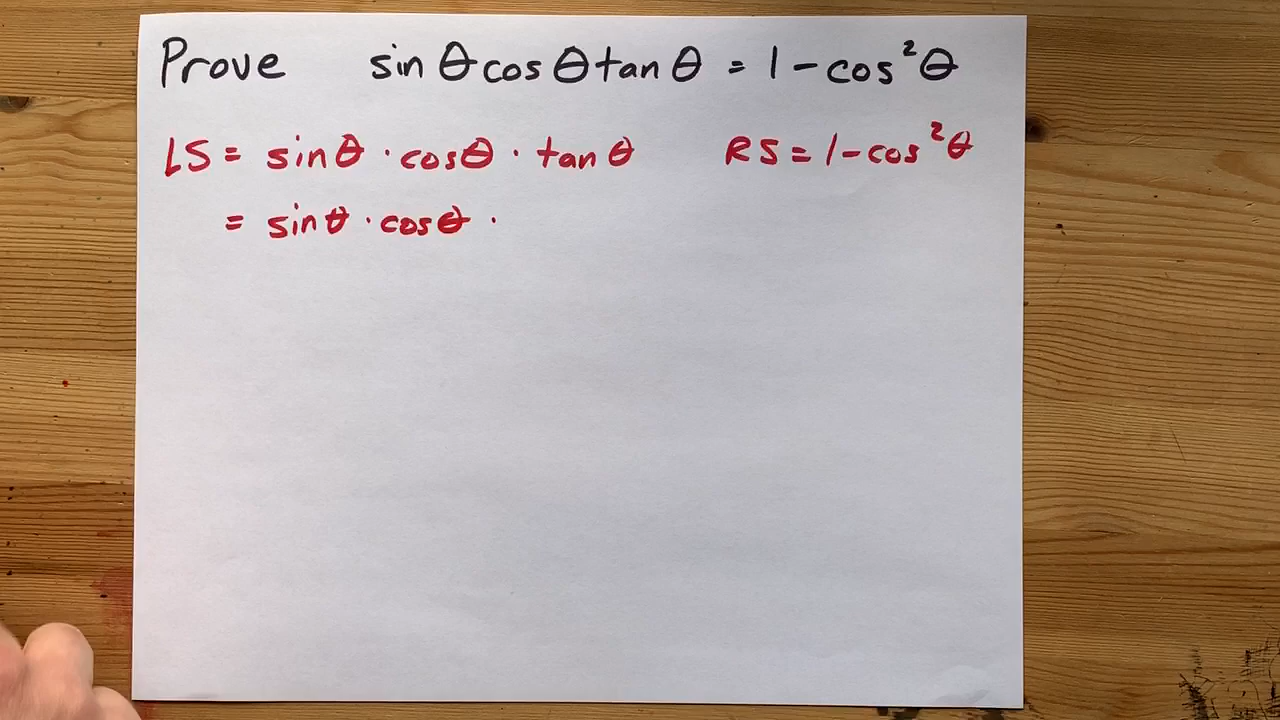 Prove sin θ cos θ tan θ = 1 - cos²θ
LS = sin θ · cos θ · tan θ RS = 1 - cos²θ
= sin θ · cos θ ·